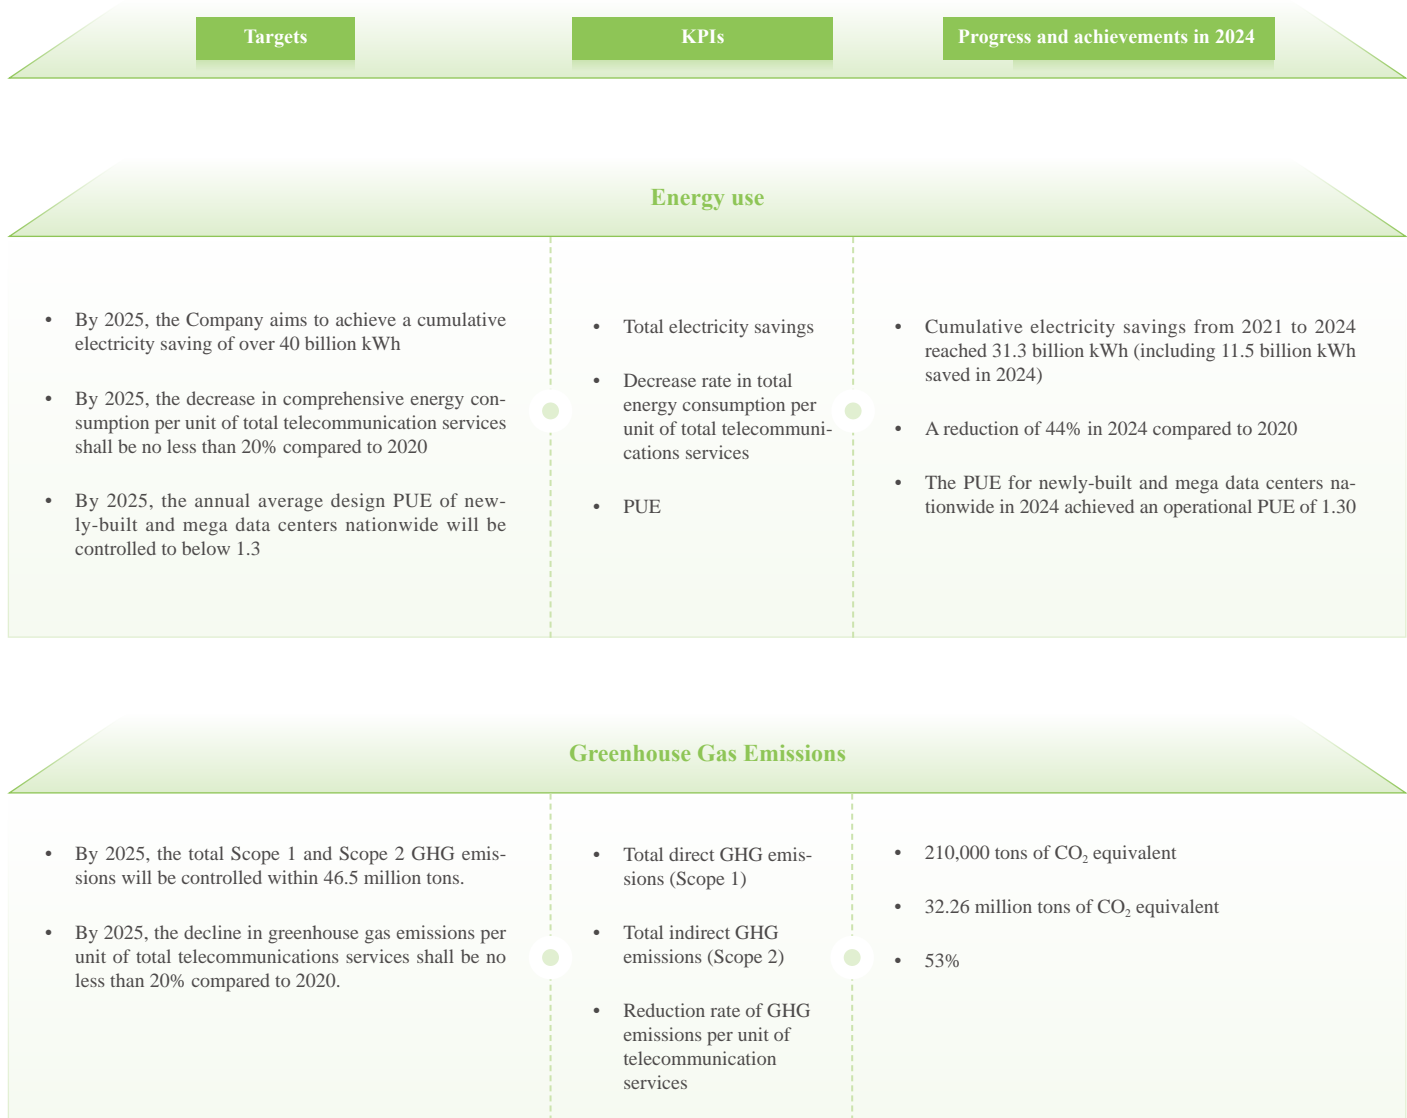 Targets
KPIs
Progress and achievements in 2024
Energy use
• By 2025, the Company aims to achieve a cumulative
electricity saving of over 40 billion kWh
• By 2025, the decrease in comprehensive energy con-
sumption per unit of total telecommunication services
shall be no less than 20% compared to 2020
• By 2025, the annual average design PUE of new-
ly-built and mega data centers nationwide will be
controlled to below 1.3
• Total electricity savings
• Decrease rate in total
energy consumption per
unit of total telecommuni-
cations services
• PUE
• Cumulative electricity savings from 2021 to 2024
reached 31.3 billion kWh (including 11.5 billion kWh
saved in 2024)
• A reduction of 44% in 2024 compared to 2020
• The PUE for newly-built and mega data centers na-
tionwide in 2024 achieved an operational PUE of 1.30
Greenhouse Gas Emissions
• By 2025, the total Scope 1 and Scope 2 GHG emis-
sions will be controlled within 46.5 million tons.
• By 2025, the decline in greenhouse gas emissions per
unit of total telecommunications services shall be no
less than 20% compared to 2020.
• Total direct GHG emis-
sions (Scope 1)
• Total indirect GHG
emissions (Scope 2)
• Reduction rate of GHG
emissions per unit of
telecommunication
services
• 210,000 tons of CO₂ equivalent
• 32.26 million tons of CO₂ equivalent
• 53%